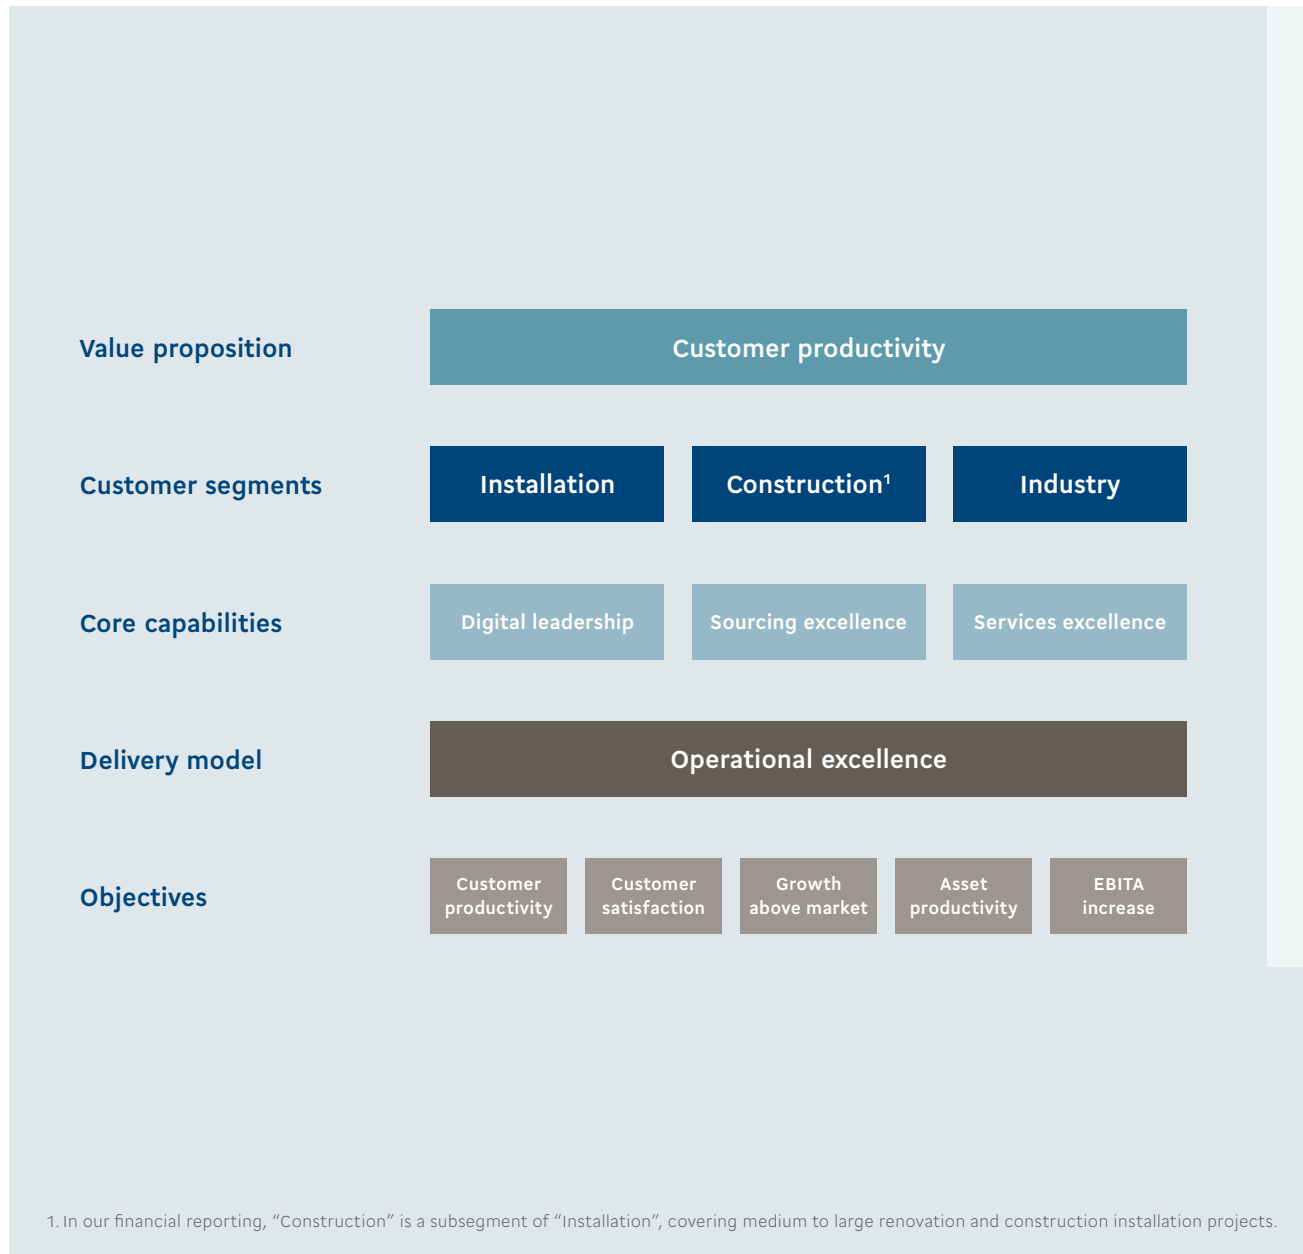 Value proposition
Customer productivity
Customer segments
Installation
Construction¹
Industry
Core capabilities
Digital leadership
Sourcing excellence
Services excellence
Delivery model
Operational excellence
Objectives
Customer
productivity
Customer
satisfaction
Growth
above market
Asset
productivity
EBITA
increase
1. In our financial reporting, “Construction” is a subsegment of “Installation”, covering medium to large renovation and construction installation projects.